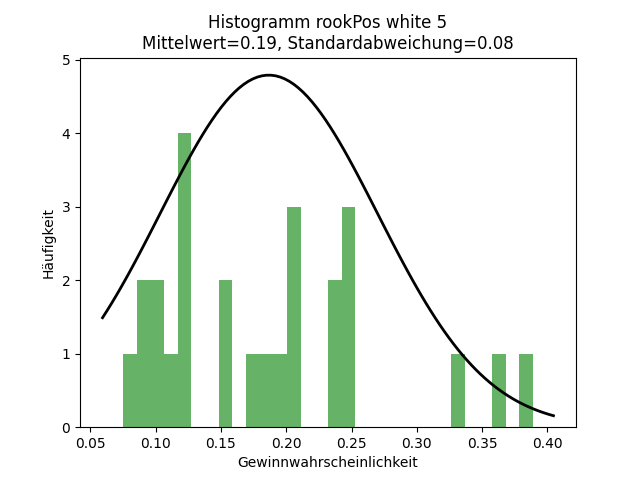 Histogramm rookPos white 5
Mittelwert=0.19, Standardabweichung=0.08
5
4
3
2
1
0
Häufigkeit
0.05 0.10 0.15 0.20 0.25 0.30 0.35 0.40
Gewinnwahrscheinlichkeit